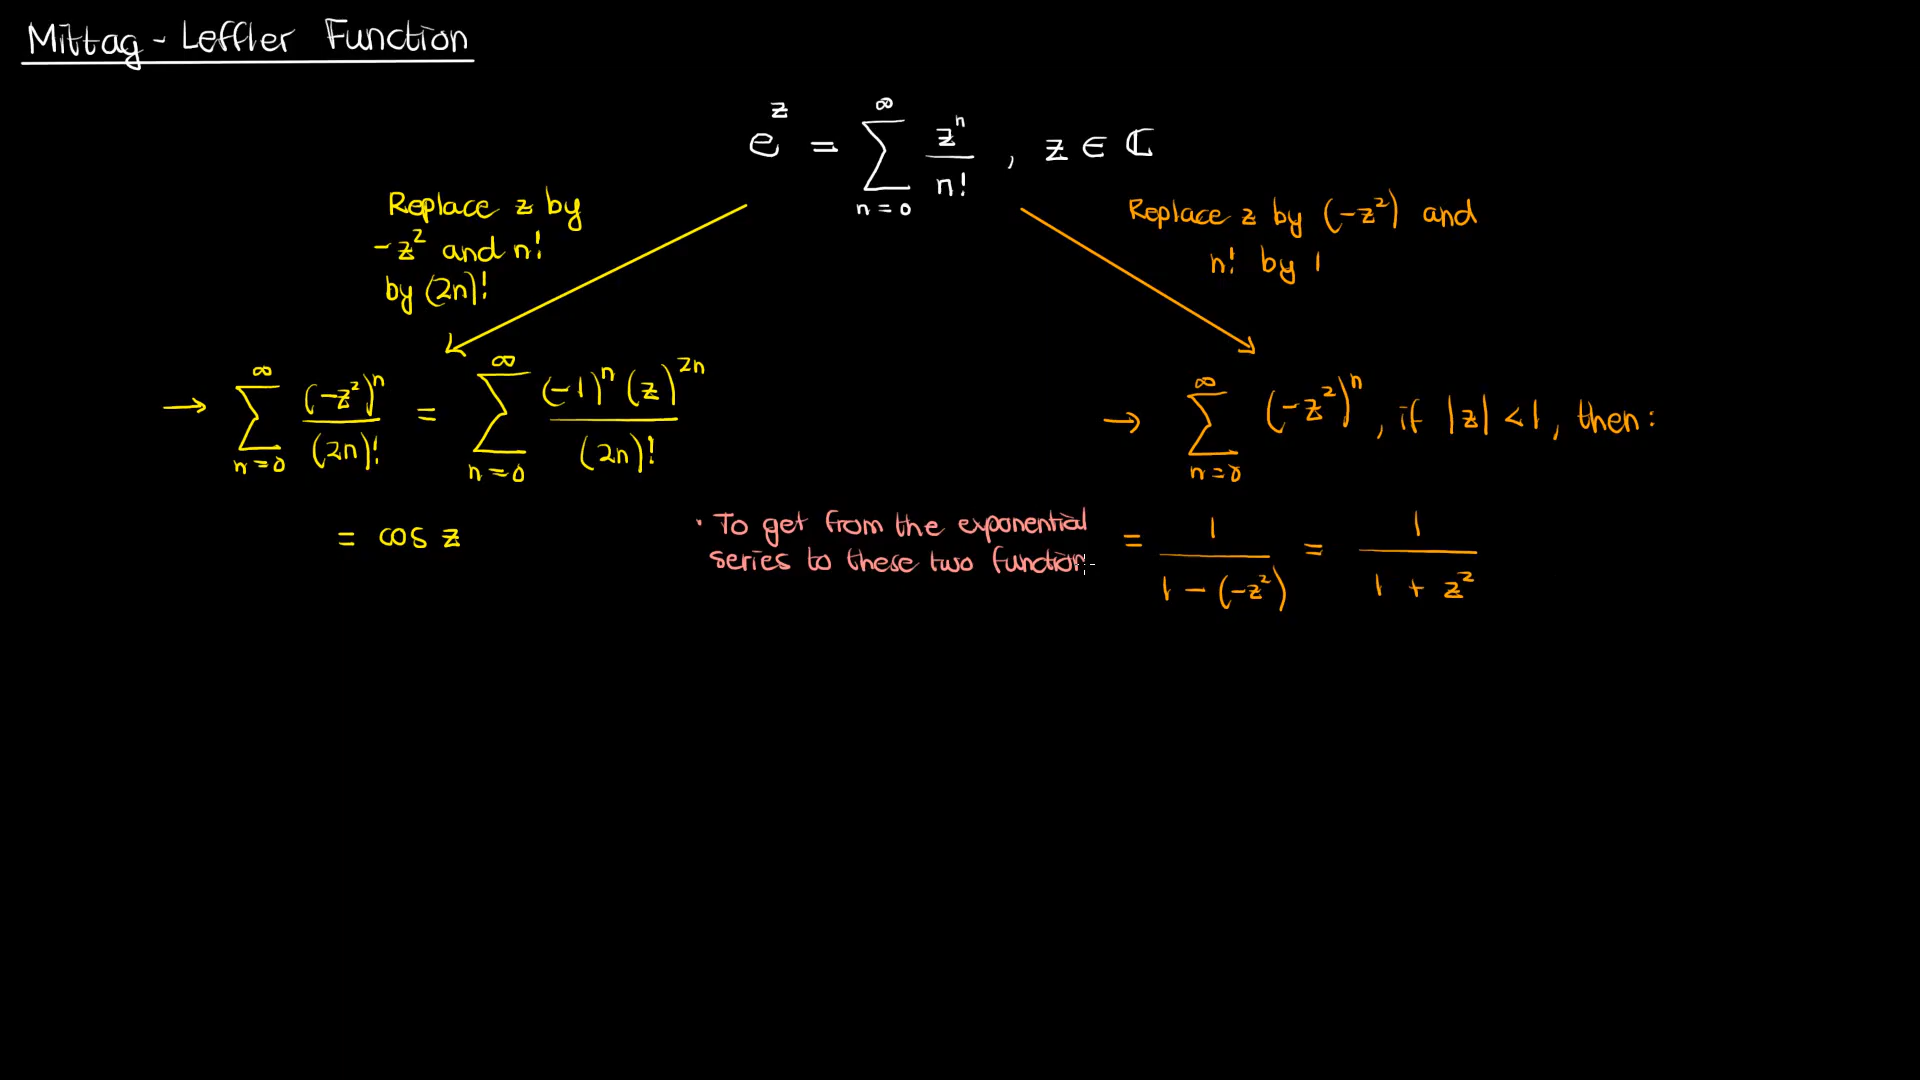 Mittag-Leffler Function
e^z = ∑_{n=0}^{∞} z^n / n! , z ∈ ℂ
Replace z by
-z² and n!
by (2n)!
Replace z by (-z²) and
n! by 1
→ ∑_{n=0}^{∞} (-z²)^n / (2n)! = ∑_{n=0}^{∞} (-1)^n (z)^{2n} / (2n)!
= cos z
→ ∑_{n=0}^{∞} (-z²)^n , if |z| < 1, then:
= 1 / (1 - (-z²)) = 1 / (1 + z²)
· To get from the exponential
series to these two function